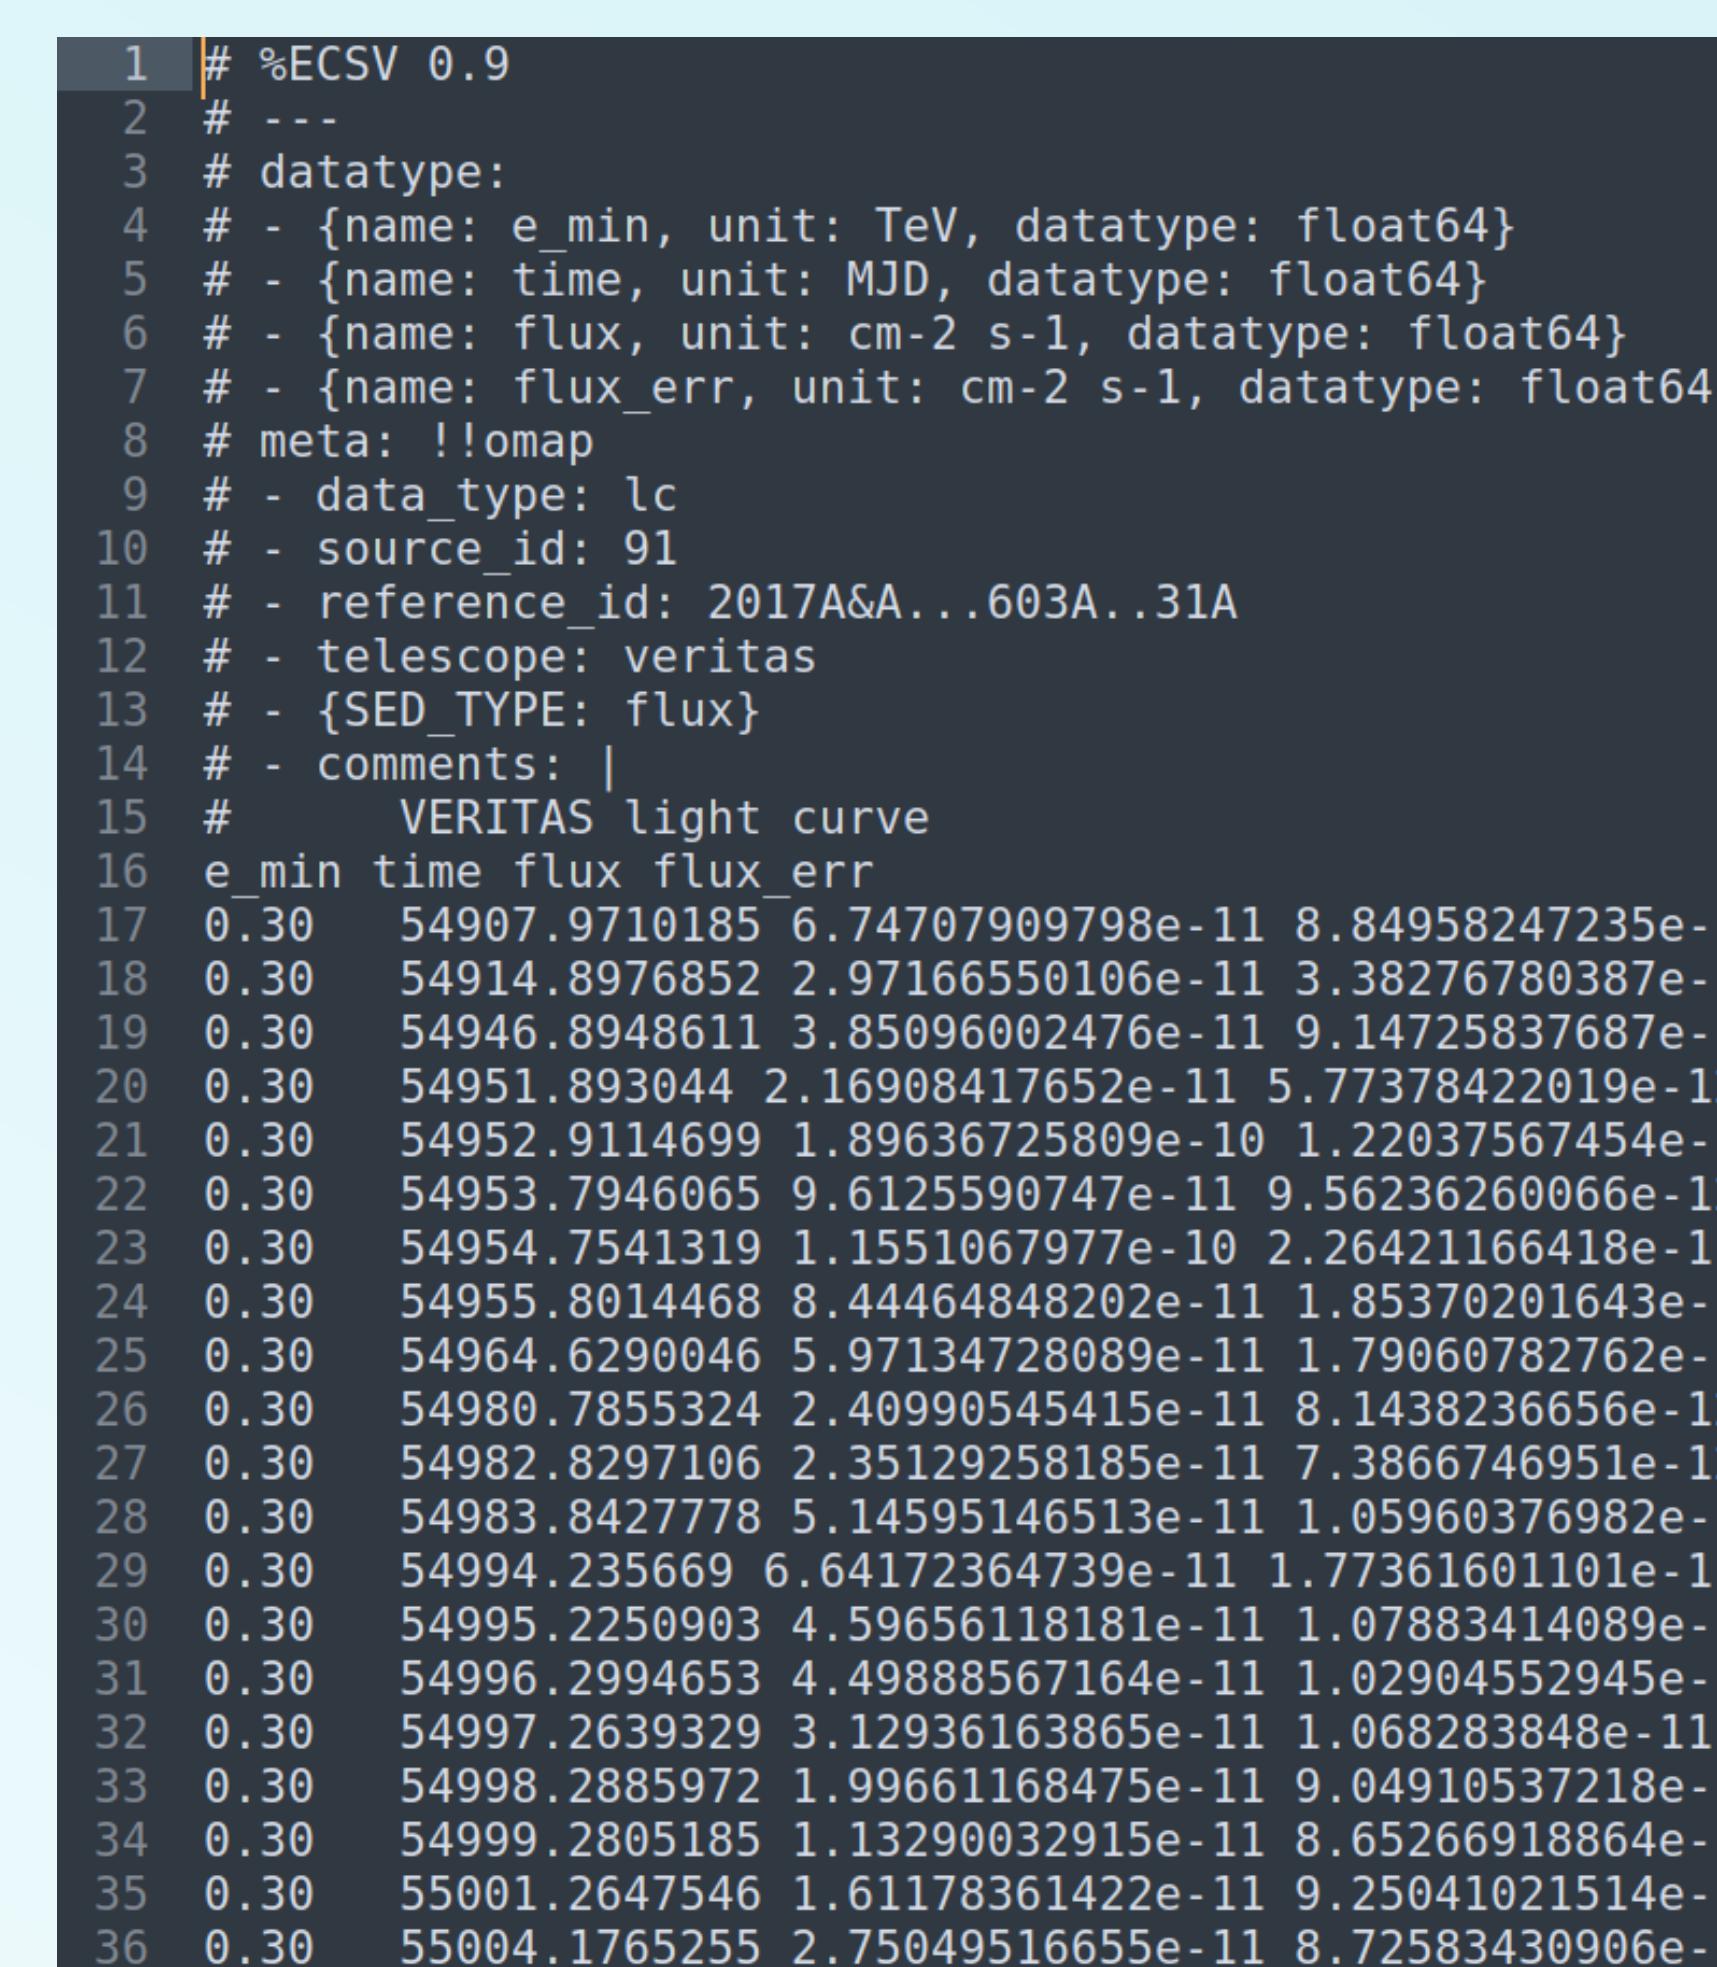 1 # %ECSV 0.9
2 # ---
3 # datatype:
4 # - {name: e_min, unit: TeV, datatype: float64}
5 # - {name: time, unit: MJD, datatype: float64}
6 # - {name: flux, unit: cm-2 s-1, datatype: float64}
7 # - {name: flux_err, unit: cm-2 s-1, datatype: float64
8 # meta: !!omap
9 # - data_type: lc
10 # - source_id: 91
11 # - reference_id: 2017A&A...603A..31A
12 # - telescope: veritas
13 # - {SED_TYPE: flux}
14 # - comments: |
15 #      VERITAS light curve
16 e_min time flux flux_err
17 0.30   54907.9710185 6.74707909798e-11 8.84958247235e-
18 0.30   54914.8976852 2.97166550106e-11 3.38276780387e-
19 0.30   54946.8948611 3.85096002476e-11 9.14725837687e-
20 0.30   54951.893044 2.16908417652e-11 5.77378422019e-1
21 0.30   54952.9114699 1.89636725809e-10 1.22037567454e-
22 0.30   54953.7946065 9.6125590747e-11 9.56236260066e-1
23 0.30   54954.7541319 1.1551067977e-10 2.26421166418e-1
24 0.30   54955.8014468 8.44464848202e-11 1.85370201643e-
25 0.30   54964.6290046 5.97134728089e-11 1.79060782762e-
26 0.30   54980.7855324 2.40990545415e-11 8.1438236656e-1
27 0.30   54982.8297106 2.35129258185e-11 7.3866746951e-1
28 0.30   54983.8427778 5.14595146513e-11 1.05960376982e-
29 0.30   54994.235669 6.64172364739e-11 1.77361601101e-1
30 0.30   54995.2250903 4.59656118181e-11 1.07883414089e-
31 0.30   54996.2994653 4.49888567164e-11 1.02904552945e-
32 0.30   54997.2639329 3.12936163865e-11 1.068283848e-11
33 0.30   54998.2885972 1.99661168475e-11 9.04910537218e-
34 0.30   54999.2805185 1.13290032915e-11 8.65266918864e-
35 0.30   55001.2647546 1.61178361422e-11 9.25041021514e-
36 0.30   55004.1765255 2.75049516655e-11 8.72583430906e-